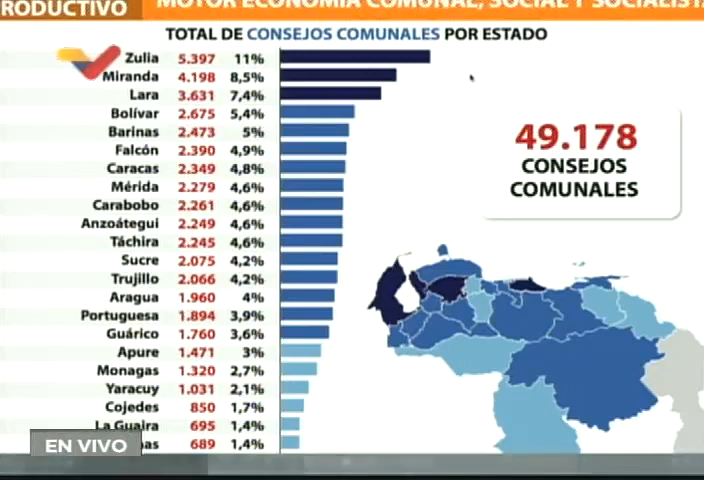 RODUCTIVO
MOTOR ECONOMÍA COMUNAL, SOCIAL Y SOCIALIST
TOTAL DE CONSEJOS COMUNALES POR ESTADO
Zulia 5.397 11%
Miranda 4.198 8,5%
Lara 3.631 7,4%
Bolívar 2.675 5,4%
Barinas 2.473 5%
Falcón 2.390 4,9%
Caracas 2.349 4,8%
Mérida 2.279 4,6%
Carabobo 2.261 4,6%
Anzoátegui 2.249 4,6%
Táchira 2.245 4,6%
Sucre 2.075 4,2%
Trujillo 2.066 4,2%
Aragua 1.960 4%
Portuguesa 1.894 3,9%
Guárico 1.760 3,6%
Apure 1.471 3%
Monagas 1.320 2,7%
Yaracuy 1.031 2,1%
Cojedes 850 1,7%
La Guaira 695 1,4%
nas 689 1,4%
49.178
CONSEJOS
COMUNALES
EN VIVO